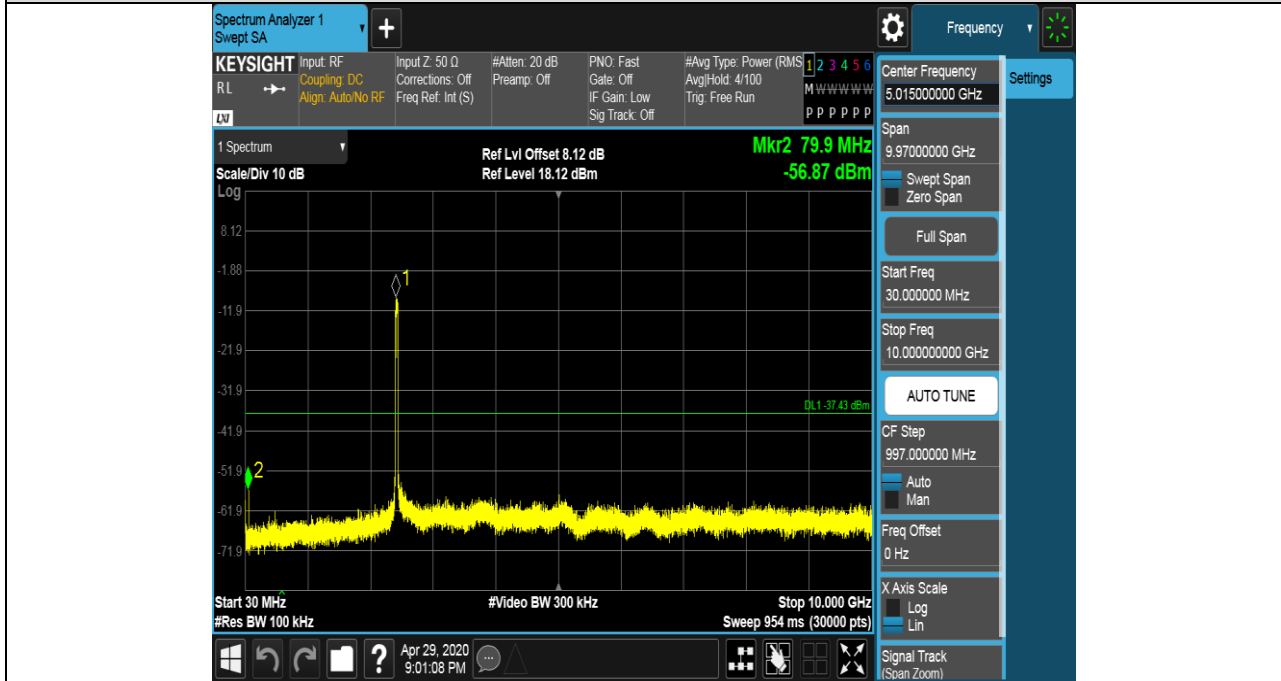 Spectrum Analyzer 1
Swept SA
+
Frequency
KEYSIGHT
RL
LXI
Input: RF
Coupling: DC
Align: Auto/No RF
Input Z: 50 Ω
Corrections: Off
Freq Ref: Int (S)
#Atten: 20 dB
Preamp: Off
PNO: Fast
Gate: Off
IF Gain: Low
Sig Track: Off
#Avg Type: Power (RMS
Avg|Hold: 4/100
Trig: Free Run
1 2 3 4 5 6
M W W W W W
P P P P P P
1 Spectrum
Scale/Div 10 dB
Ref Lvl Offset 8.12 dB
Ref Level 18.12 dBm
Mkr2 79.9 MHz
-56.87 dBm
Log
8.12
-1.88
-11.9
-21.9
-31.9
-41.9
-51.9
-61.9
-71.9
1
2
DL1 -37.43 dBm
Start 30 MHz
#Res BW 100 kHz
#Video BW 300 kHz
Stop 10.000 GHz
Sweep 954 ms (30000 pts)
Center Frequency
5.015000000 GHz
Settings
Span
9.97000000 GHz
Swept Span
Zero Span
Full Span
Start Freq
30.000000 MHz
Stop Freq
10.000000000 GHz
AUTO TUNE
CF Step
997.000000 MHz
Auto
Man
Freq Offset
0 Hz
X Axis Scale
Log
Lin
Signal Track
(Span Zoom)
?
Apr 29, 2020
9:01:08 PM